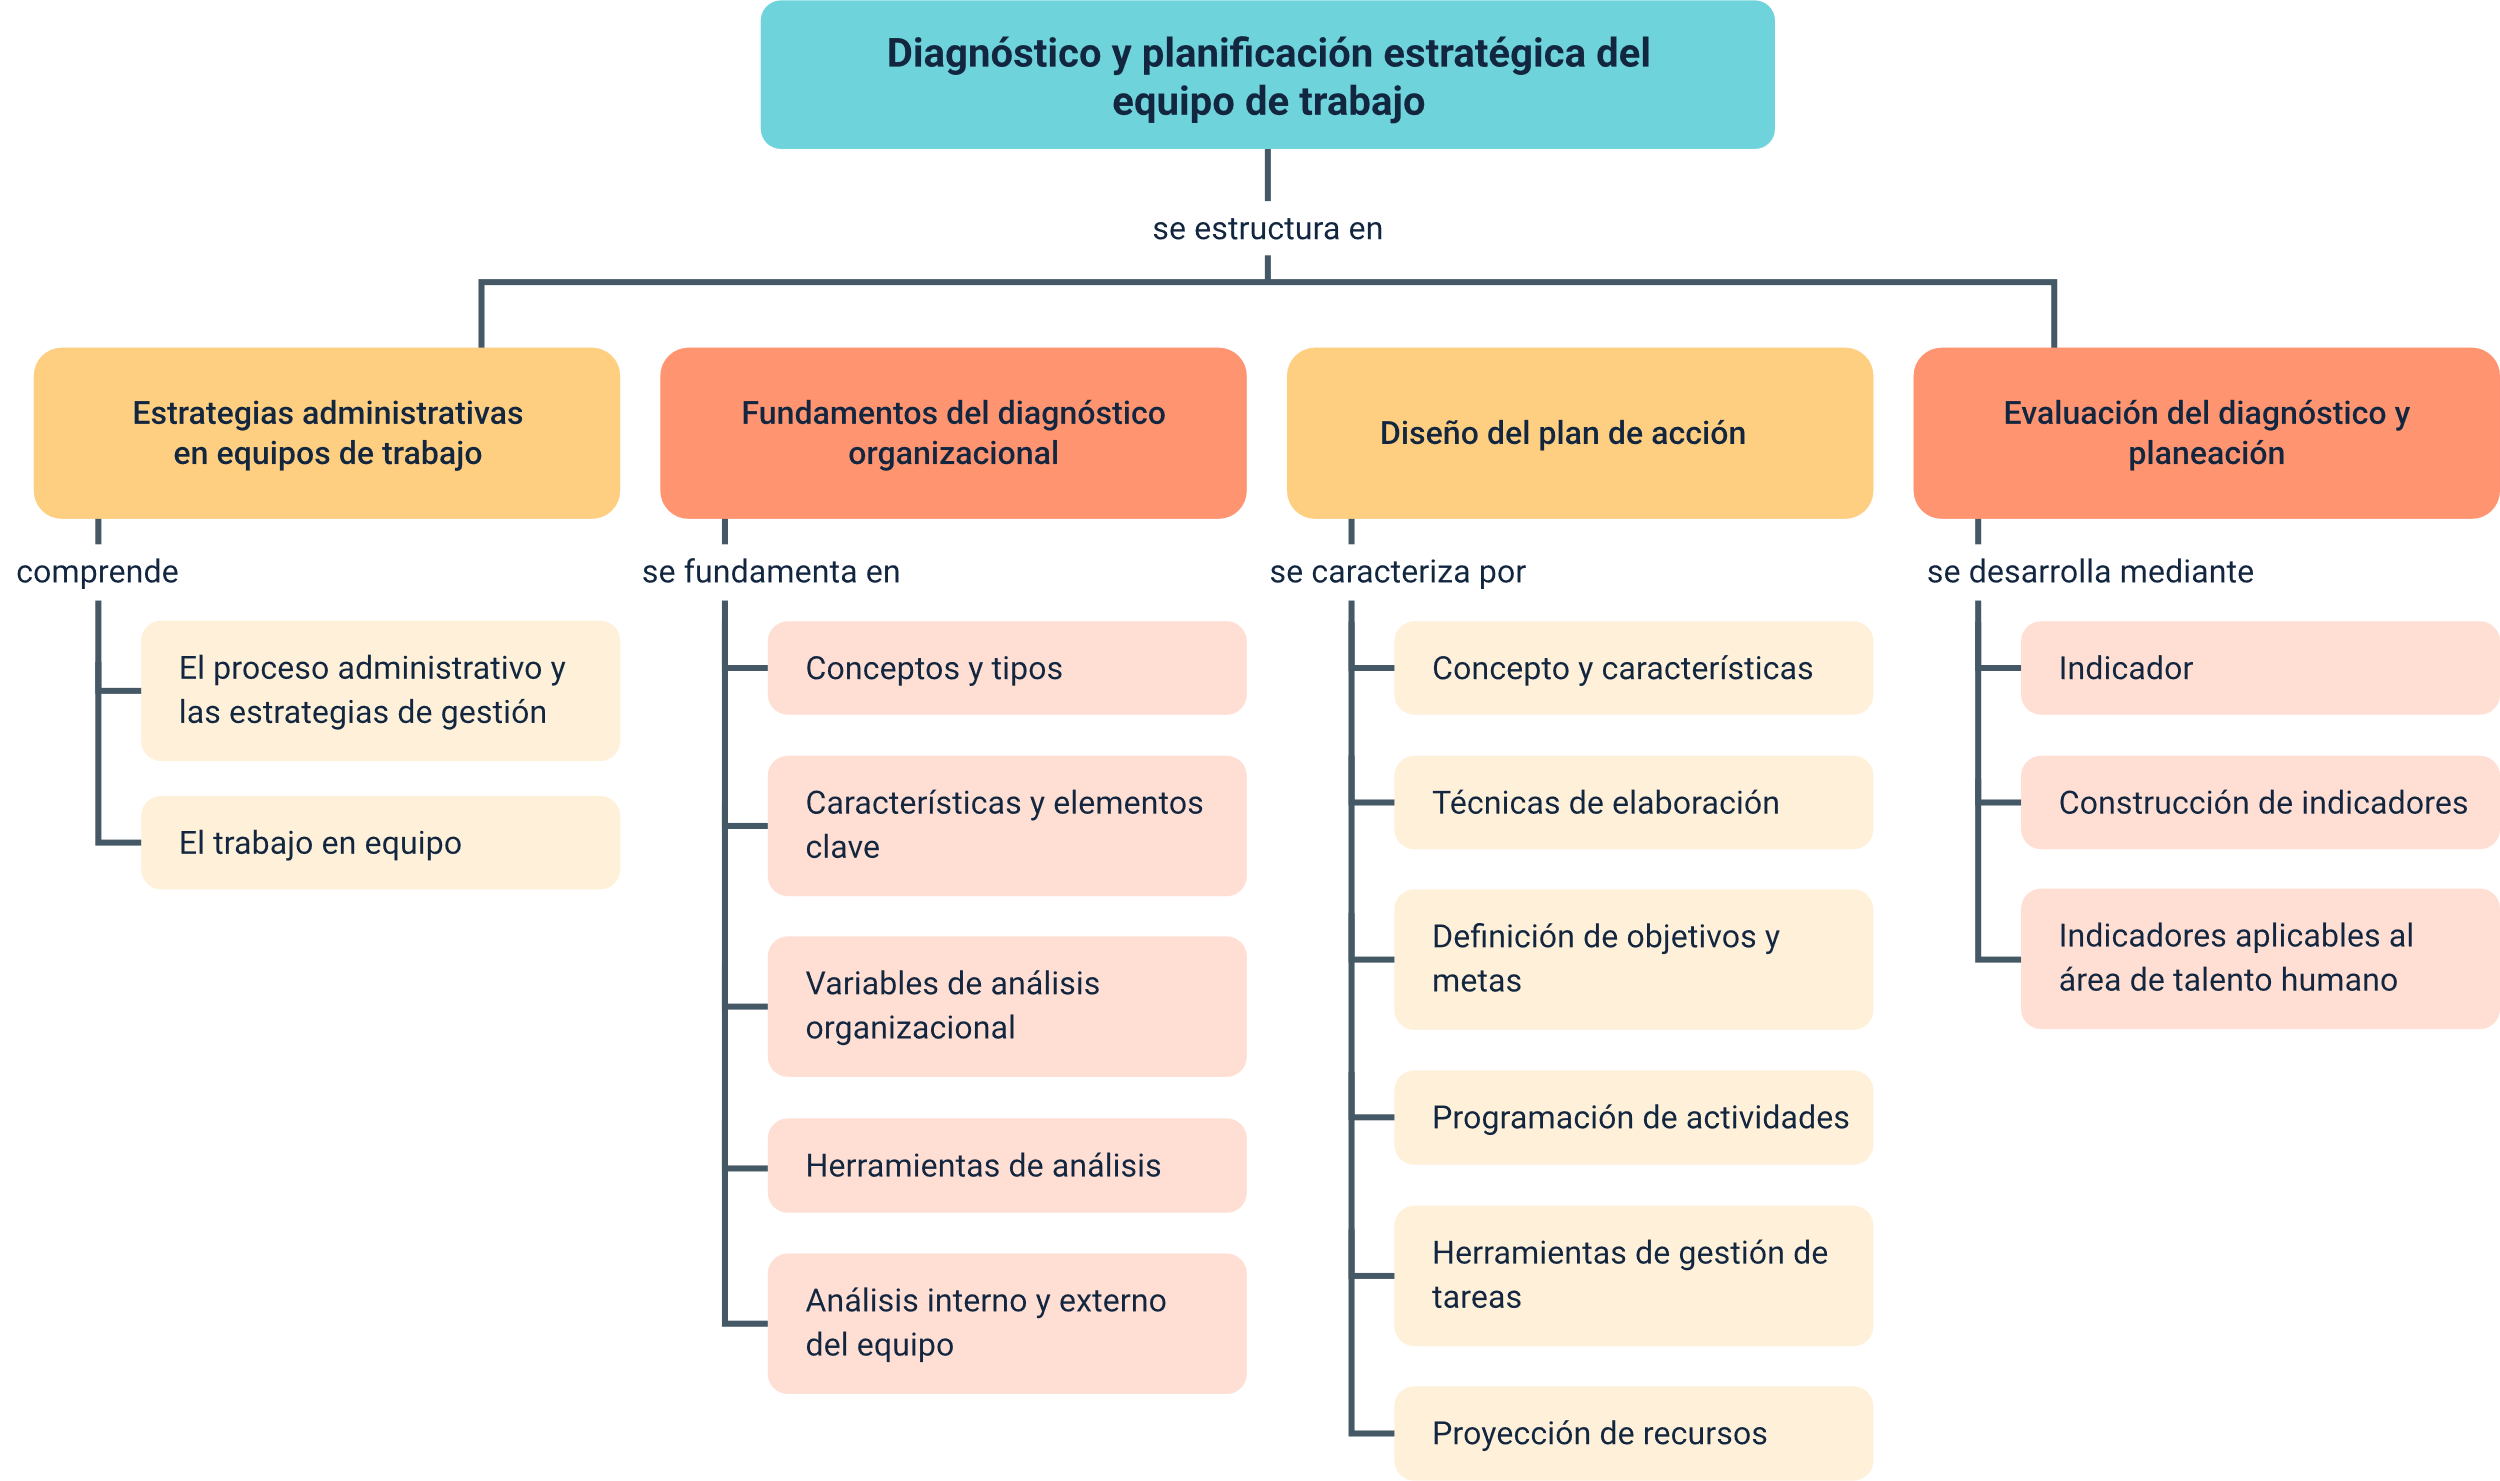 Diagnóstico y planificación estratégica del
equipo de trabajo
se estructura en
Estrategias administrativas
en equipos de trabajo
comprende
El proceso administrativo y
las estrategias de gestión
El trabajo en equipo
Fundamentos del diagnóstico
organizacional
se fundamenta en
Conceptos y tipos
Características y elementos
clave
Variables de análisis
organizacional
Herramientas de análisis
Análisis interno y externo
del equipo
Diseño del plan de acción
se caracteriza por
Concepto y características
Técnicas de elaboración
Definición de objetivos y
metas
Programación de actividades
Herramientas de gestión de
tareas
Proyección de recursos
Evaluación del diagnóstico y
planeación
se desarrolla mediante
Indicador
Construcción de indicadores
Indicadores aplicables al
área de talento humano